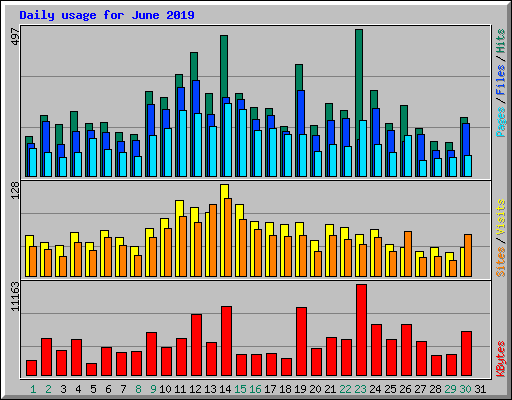 Daily usage for June 2019
497
Pages / Files / Hits
128
Sites / Visits
11163
KBytes
1 2 3 4 5 6 7 8 9 10 11 12 13 14 15 16 17 18 19 20 21 22 23 24 25 26 27 28 29 30 31